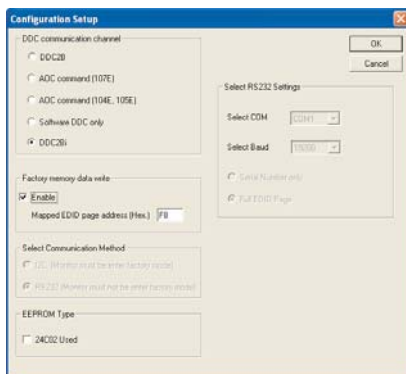 Configuration Setup
DDC communication channel
DDC2B
AOC command (107E)
AOC command (104E, 105E)
Software DDC only
DDC2Bi
Factory memory data write
Enable
Mapped EDID page address (Hex.) F8
Select Communication Method
I2C (Monitor must be enter factory mode)
RS232 (Monitor must not be enter factory mode)
EEPROM Type
24C02 Used
OK
Cancel
Select RS232 Settings
Select COM COM1
Select Baud 19200
Serial Number only
Full EDID Page